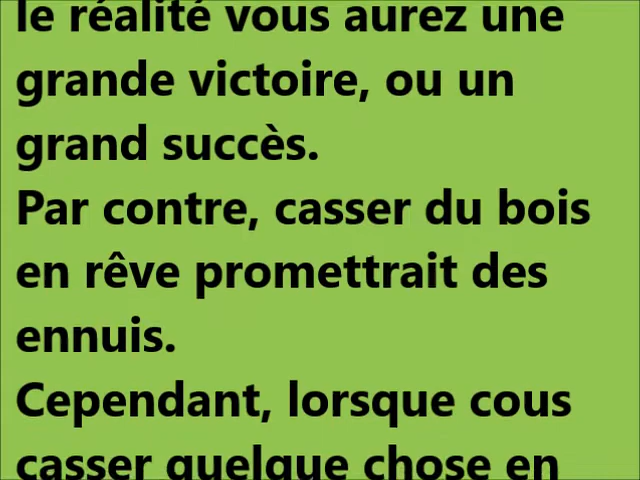 le réalité vous aurez une
grande victoire, ou un
grand succès.
Par contre, casser du bois
en rêve promettrait des
ennuis.
Cependant, lorsque cous
casser quelque chose en